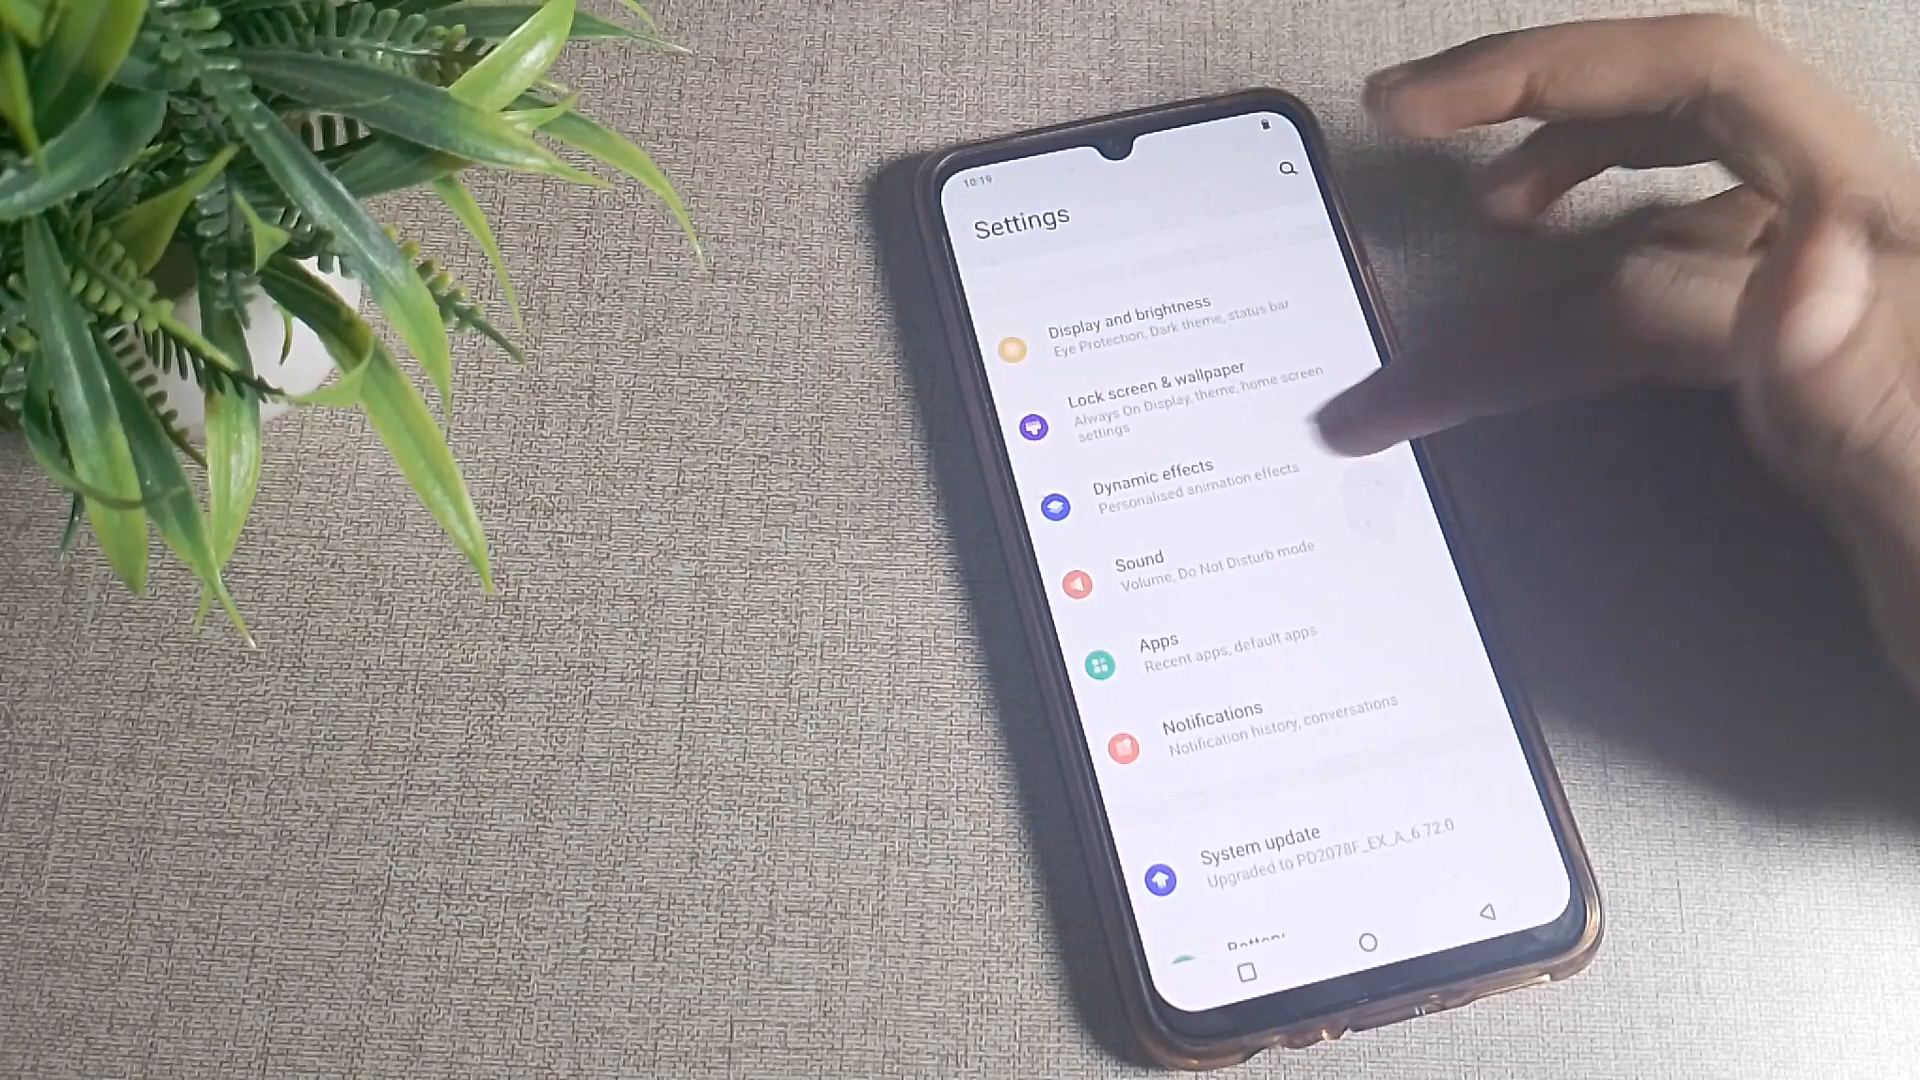 10:19
Settings
Display and brightness
Eye Protection, Dark theme, status bar
Lock screen & wallpaper
Always On Display, theme, home screen
settings
Dynamic effects
Personalised animation effects
Sound
Volume, Do Not Disturb mode
Apps
Recent apps, default apps
Notifications
Notification history, conversations
System update
Upgraded to PD2078F_EX_A_6.72.0